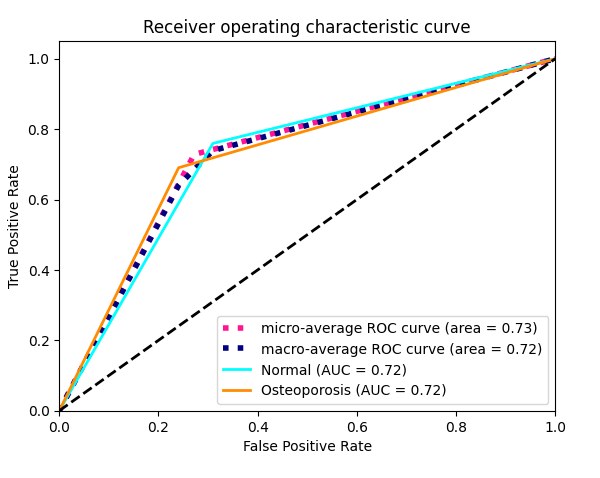 Receiver operating characteristic curve
True Positive Rate
1.0
0.8
0.6
0.4
0.2
0.0
0.0 0.2 0.4 0.6 0.8 1.0
False Positive Rate
micro-average ROC curve (area = 0.73)
macro-average ROC curve (area = 0.72)
Normal (AUC = 0.72)
Osteoporosis (AUC = 0.72)